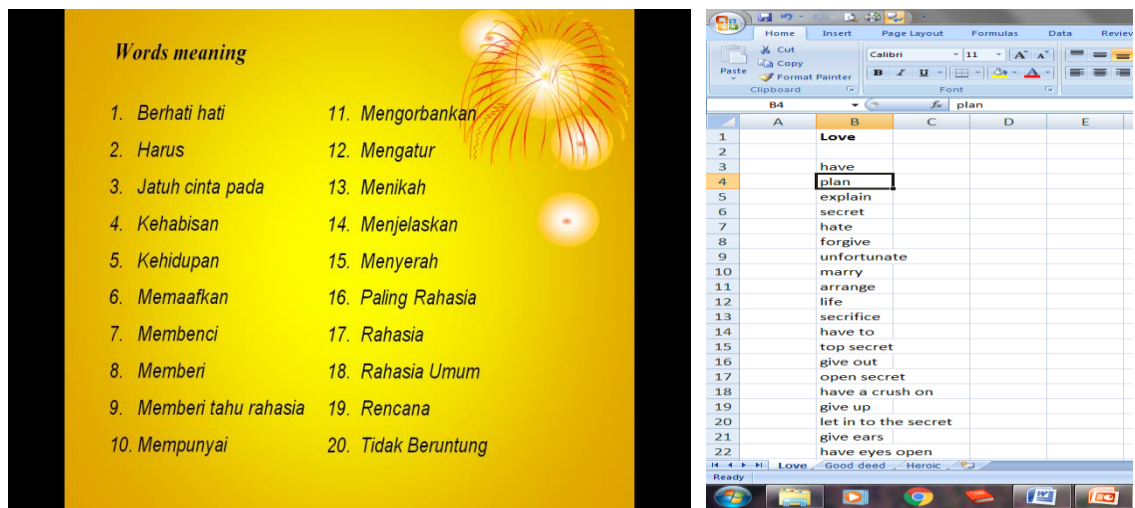 Words meaning
1. Berhati hati
2. Harus
3. Jatuh cinta pada
4. Kehabisan
5. Kehidupan
6. Memaafkan
7. Membenci
8. Memberi
9. Memberi tahu rahasia
10. Mempunyai
11. Mengorbankan
12. Mengatur
13. Menikah
14. Menjelaskan
15. Menyerah
16. Paling Rahasia
17. Rahasia
18. Rahasia Umum
19. Rencana
20. Tidak Beruntung
Home Insert Page Layout Formulas Data Review
Cut
Copy
Format Painter
Paste
Calibri 11 A A
B I U A
Clipboard Font
B4 fx plan
A B C D E
1 Love
2
3 have
4 plan
5 explain
6 secret
7 hate
8 forgive
9 unfortunate
10 marry
11 arrange
12 life
13 secrifice
14 have to
15 top secret
16 give out
17 open secret
18 have a crush on
19 give up
20 let in to the secret
21 give ears
22 have eyes open
Love Good deed Heroic
Ready